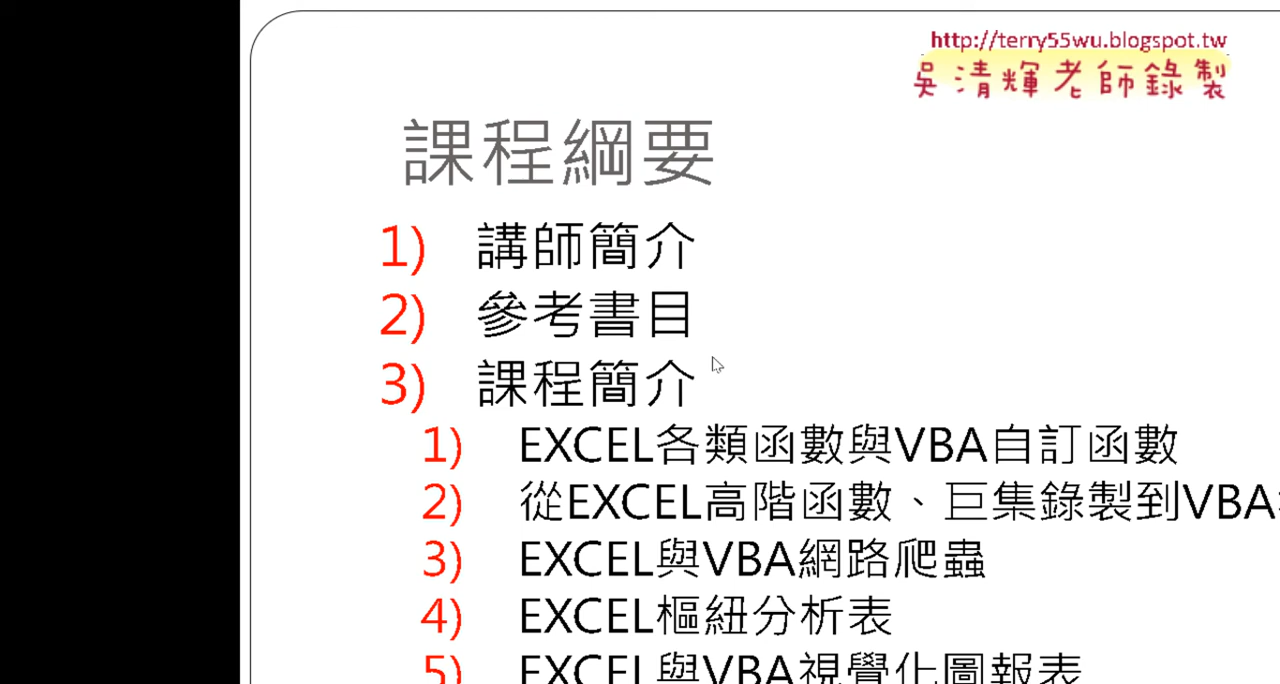 http://terry55wu.blogspot.tw
吳清輝老師錄製
課程綱要
1) 講師簡介
2) 參考書目
3) 課程簡介
1) EXCEL各類函數與VBA自訂函數
2) 從EXCEL高階函數、巨集錄製到VBA
3) EXCEL與VBA網路爬蟲
4) EXCEL樞紐分析表
5) EXCEL與VBA視覺化圖報表